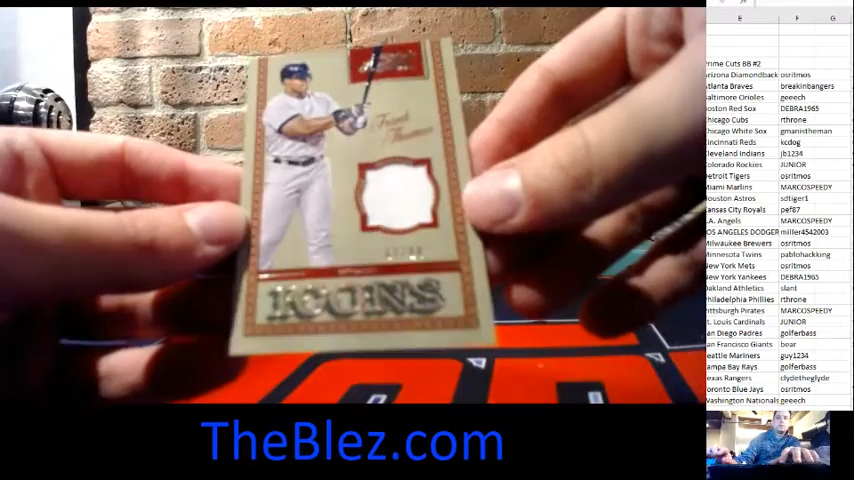 Frank
Thomas
ICONS
TheBlez.com
E F G
Prime Cuts BB #2
Arizona Diamondback osritmos
Atlanta Braves breakinbangers
Baltimore Orioles geeech
Boston Red Sox DEBRA1965
Chicago Cubs rthrone
Chicago White Sox gmanistheman
Cincinnati Reds kcdog
Cleveland Indians jb1234
Colorado Rockies JUNIOR
Detroit Tigers osritmos
Miami Marlins MARCOSPEEDY
Houston Astros sdtiger1
Kansas City Royals pef87
L.A. Angels MARCOSPEEDY
LOS ANGELES DODGER miller4542003
Milwaukee Brewers osritmos
Minnesota Twins pablohackking
New York Mets osritmos
New York Yankees DEBRA1965
Oakland Athletics slant
Philadelphia Phillies rthrone
Pittsburgh Pirates MARCOSPEEDY
St. Louis Cardinals JUNIOR
San Diego Padres golferbass
San Francisco Giants bear
Seattle Mariners guy1234
Tampa Bay Rays golferbass
Texas Rangers clydetheglyde
Toronto Blue Jays osritmos
Washington Nationals geeech